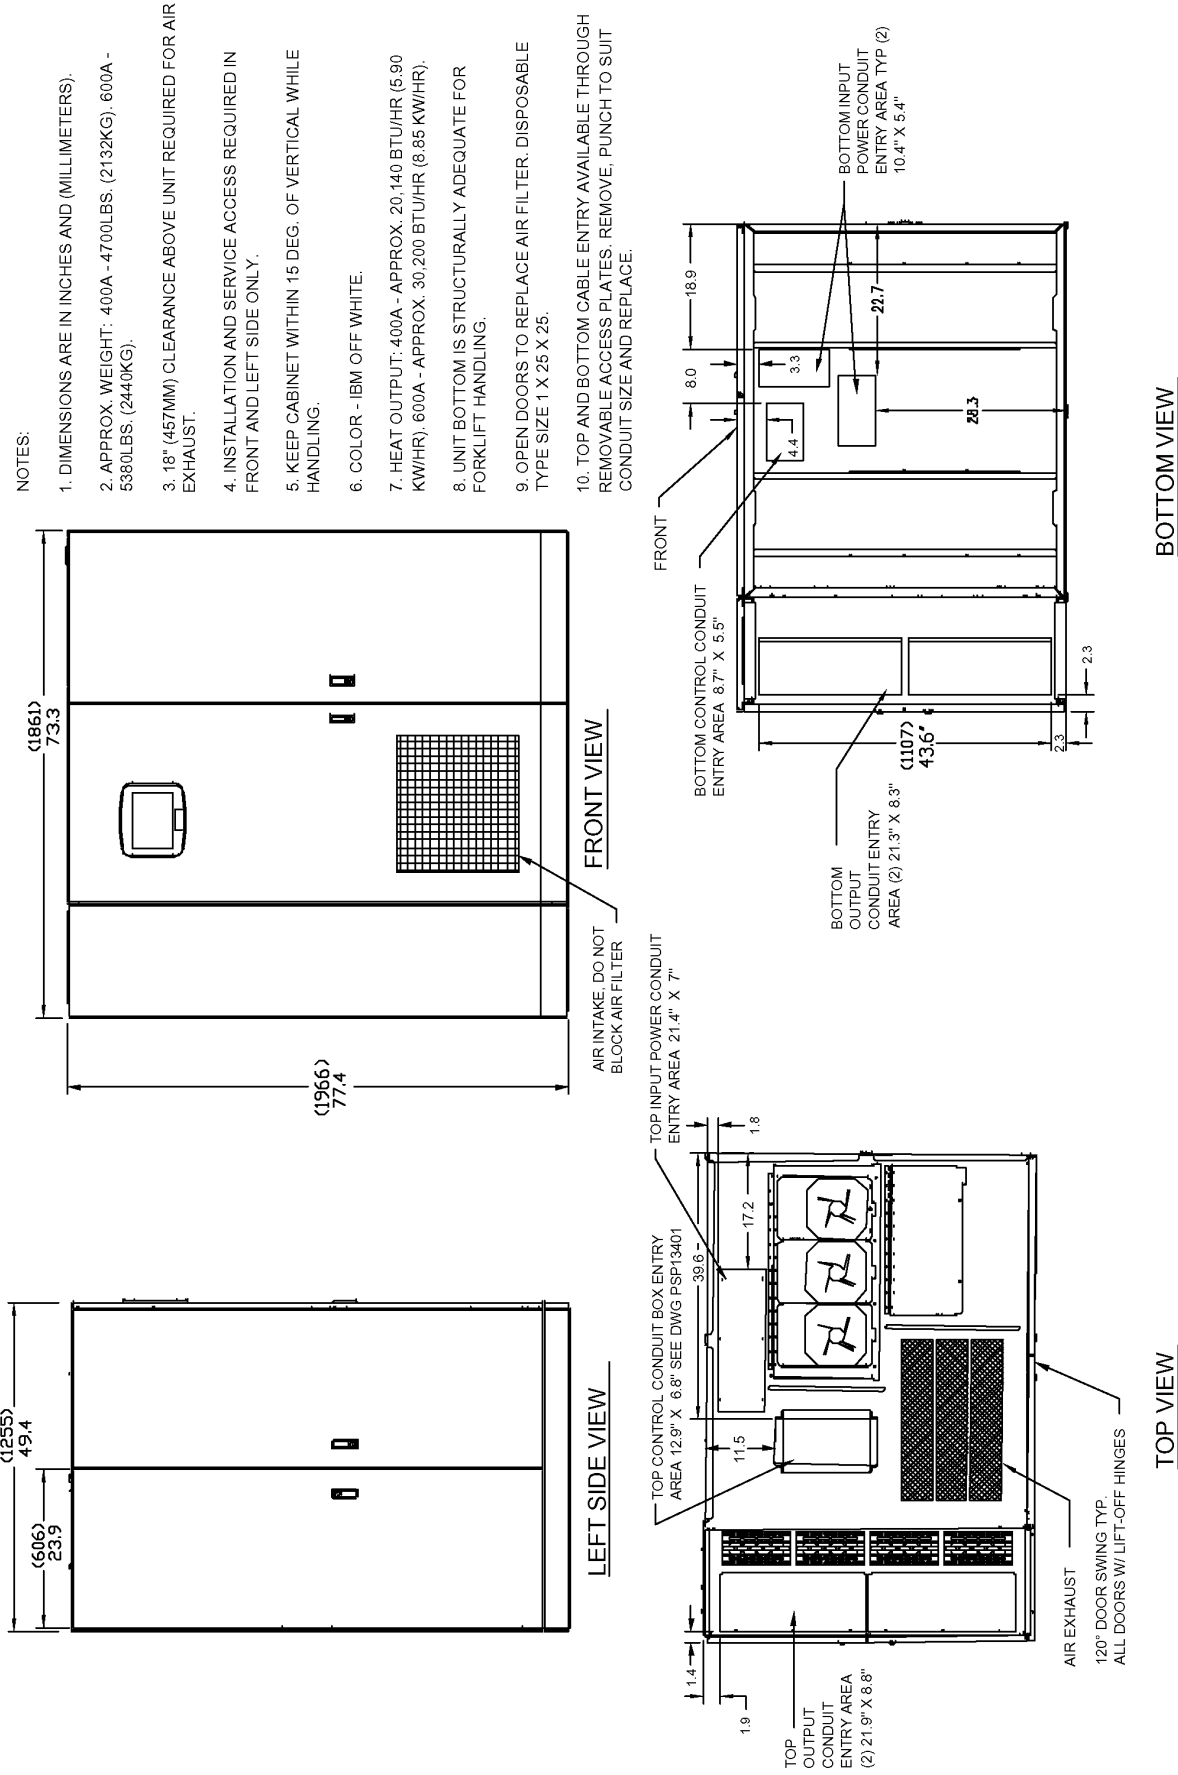 NOTES:
1. DIMENSIONS ARE IN INCHES AND (MILLIMETERS).
2. APPROX. WEIGHT: 400A - 4700LBS. (2132KG). 600A -
5380LBS. (2440KG).
3. 18" (457MM) CLEARANCE ABOVE UNIT REQUIRED FOR AIR
EXHAUST.
4. INSTALLATION AND SERVICE ACCESS REQUIRED IN
FRONT AND LEFT SIDE ONLY.
5. KEEP CABINET WITHIN 15 DEG. OF VERTICAL WHILE
HANDLING.
6. COLOR - IBM OFF WHITE.
7. HEAT OUTPUT: 400A - APPROX. 20,140 BTU/HR (5.90
KW/HR). 600A - APPROX. 30,200 BTU/HR (8.85 KW/HR).
8. UNIT BOTTOM IS STRUCTURALLY ADEQUATE FOR
FORKLIFT HANDLING.
9. OPEN DOORS TO REPLACE AIR FILTER. DISPOSABLE
TYPE SIZE 1 X 25 X 25.
10. TOP AND BOTTOM CABLE ENTRY AVAILABLE THROUGH
REMOVABLE ACCESS PLATES. REMOVE, PUNCH TO SUIT
CONDUIT SIZE AND REPLACE.
(1255)
49.4
(606)
23.9
LEFT SIDE VIEW
(1861)
73.3
(1966)
77.4
AIR INTAKE, DO NOT
BLOCK AIR FILTER
FRONT VIEW
TOP CONTROL CONDUIT BOX ENTRY
AREA 12.9" X 6.8" SEE DWG PSP13401
TOP INPUT POWER CONDUIT
ENTRY AREA 21.4" X 7"
39.6
17.2
1.8
11.5
1.4
1.9
TOP
OUTPUT
CONDUIT
ENTRY AREA
(2) 21.9" X 8.8"
AIR EXHAUST
120° DOOR SWING TYP.
ALL DOORS W/ LIFT-OFF HINGES
TOP VIEW
FRONT
BOTTOM CONTROL CONDUIT
ENTRY AREA 8.7" X 5.5"
8.0
18.9
3.3
4.4
22.7
28.3
BOTTOM INPUT
POWER CONDUIT
ENTRY AREA TYP (2)
10.4" X 5.4"
(1107)
43.6"
2.3
2.3
BOTTOM
OUTPUT
CONDUIT ENTRY
AREA (2) 21.3" X 8.3"
BOTTOM VIEW